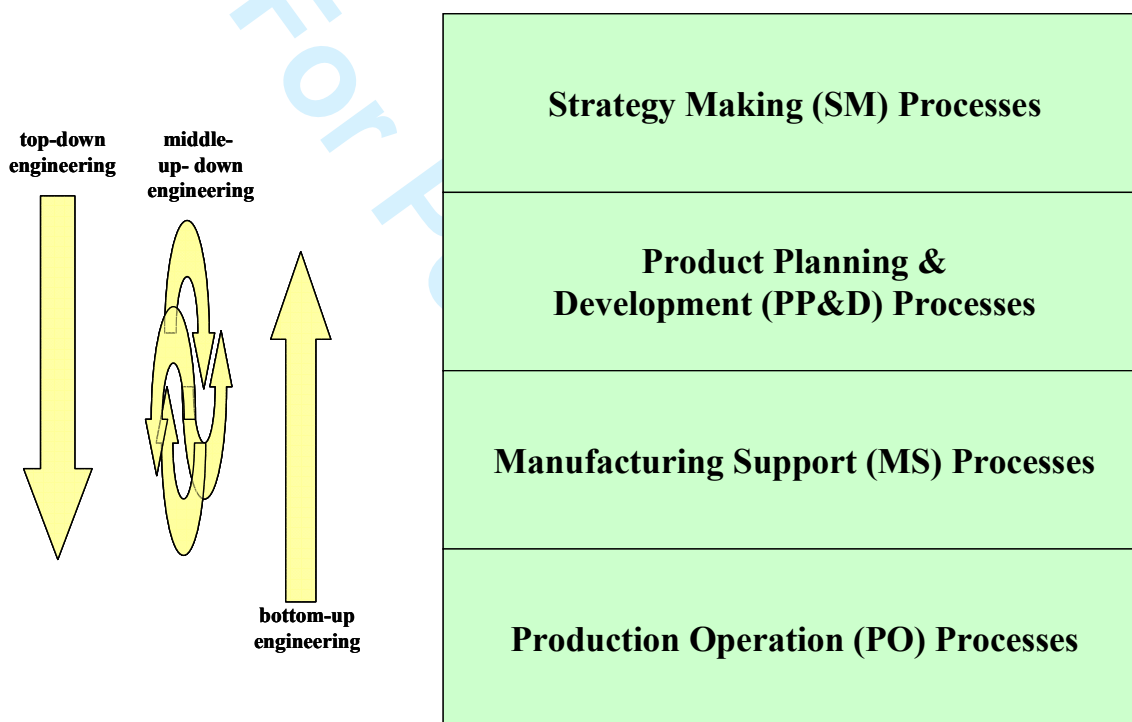 top-down
engineering
middle-
up- down
engineering
bottom-up
engineering
Strategy Making (SM) Processes
Product Planning &
Development (PP&D) Processes
Manufacturing Support (MS) Processes
Production Operation (PO) Processes
For